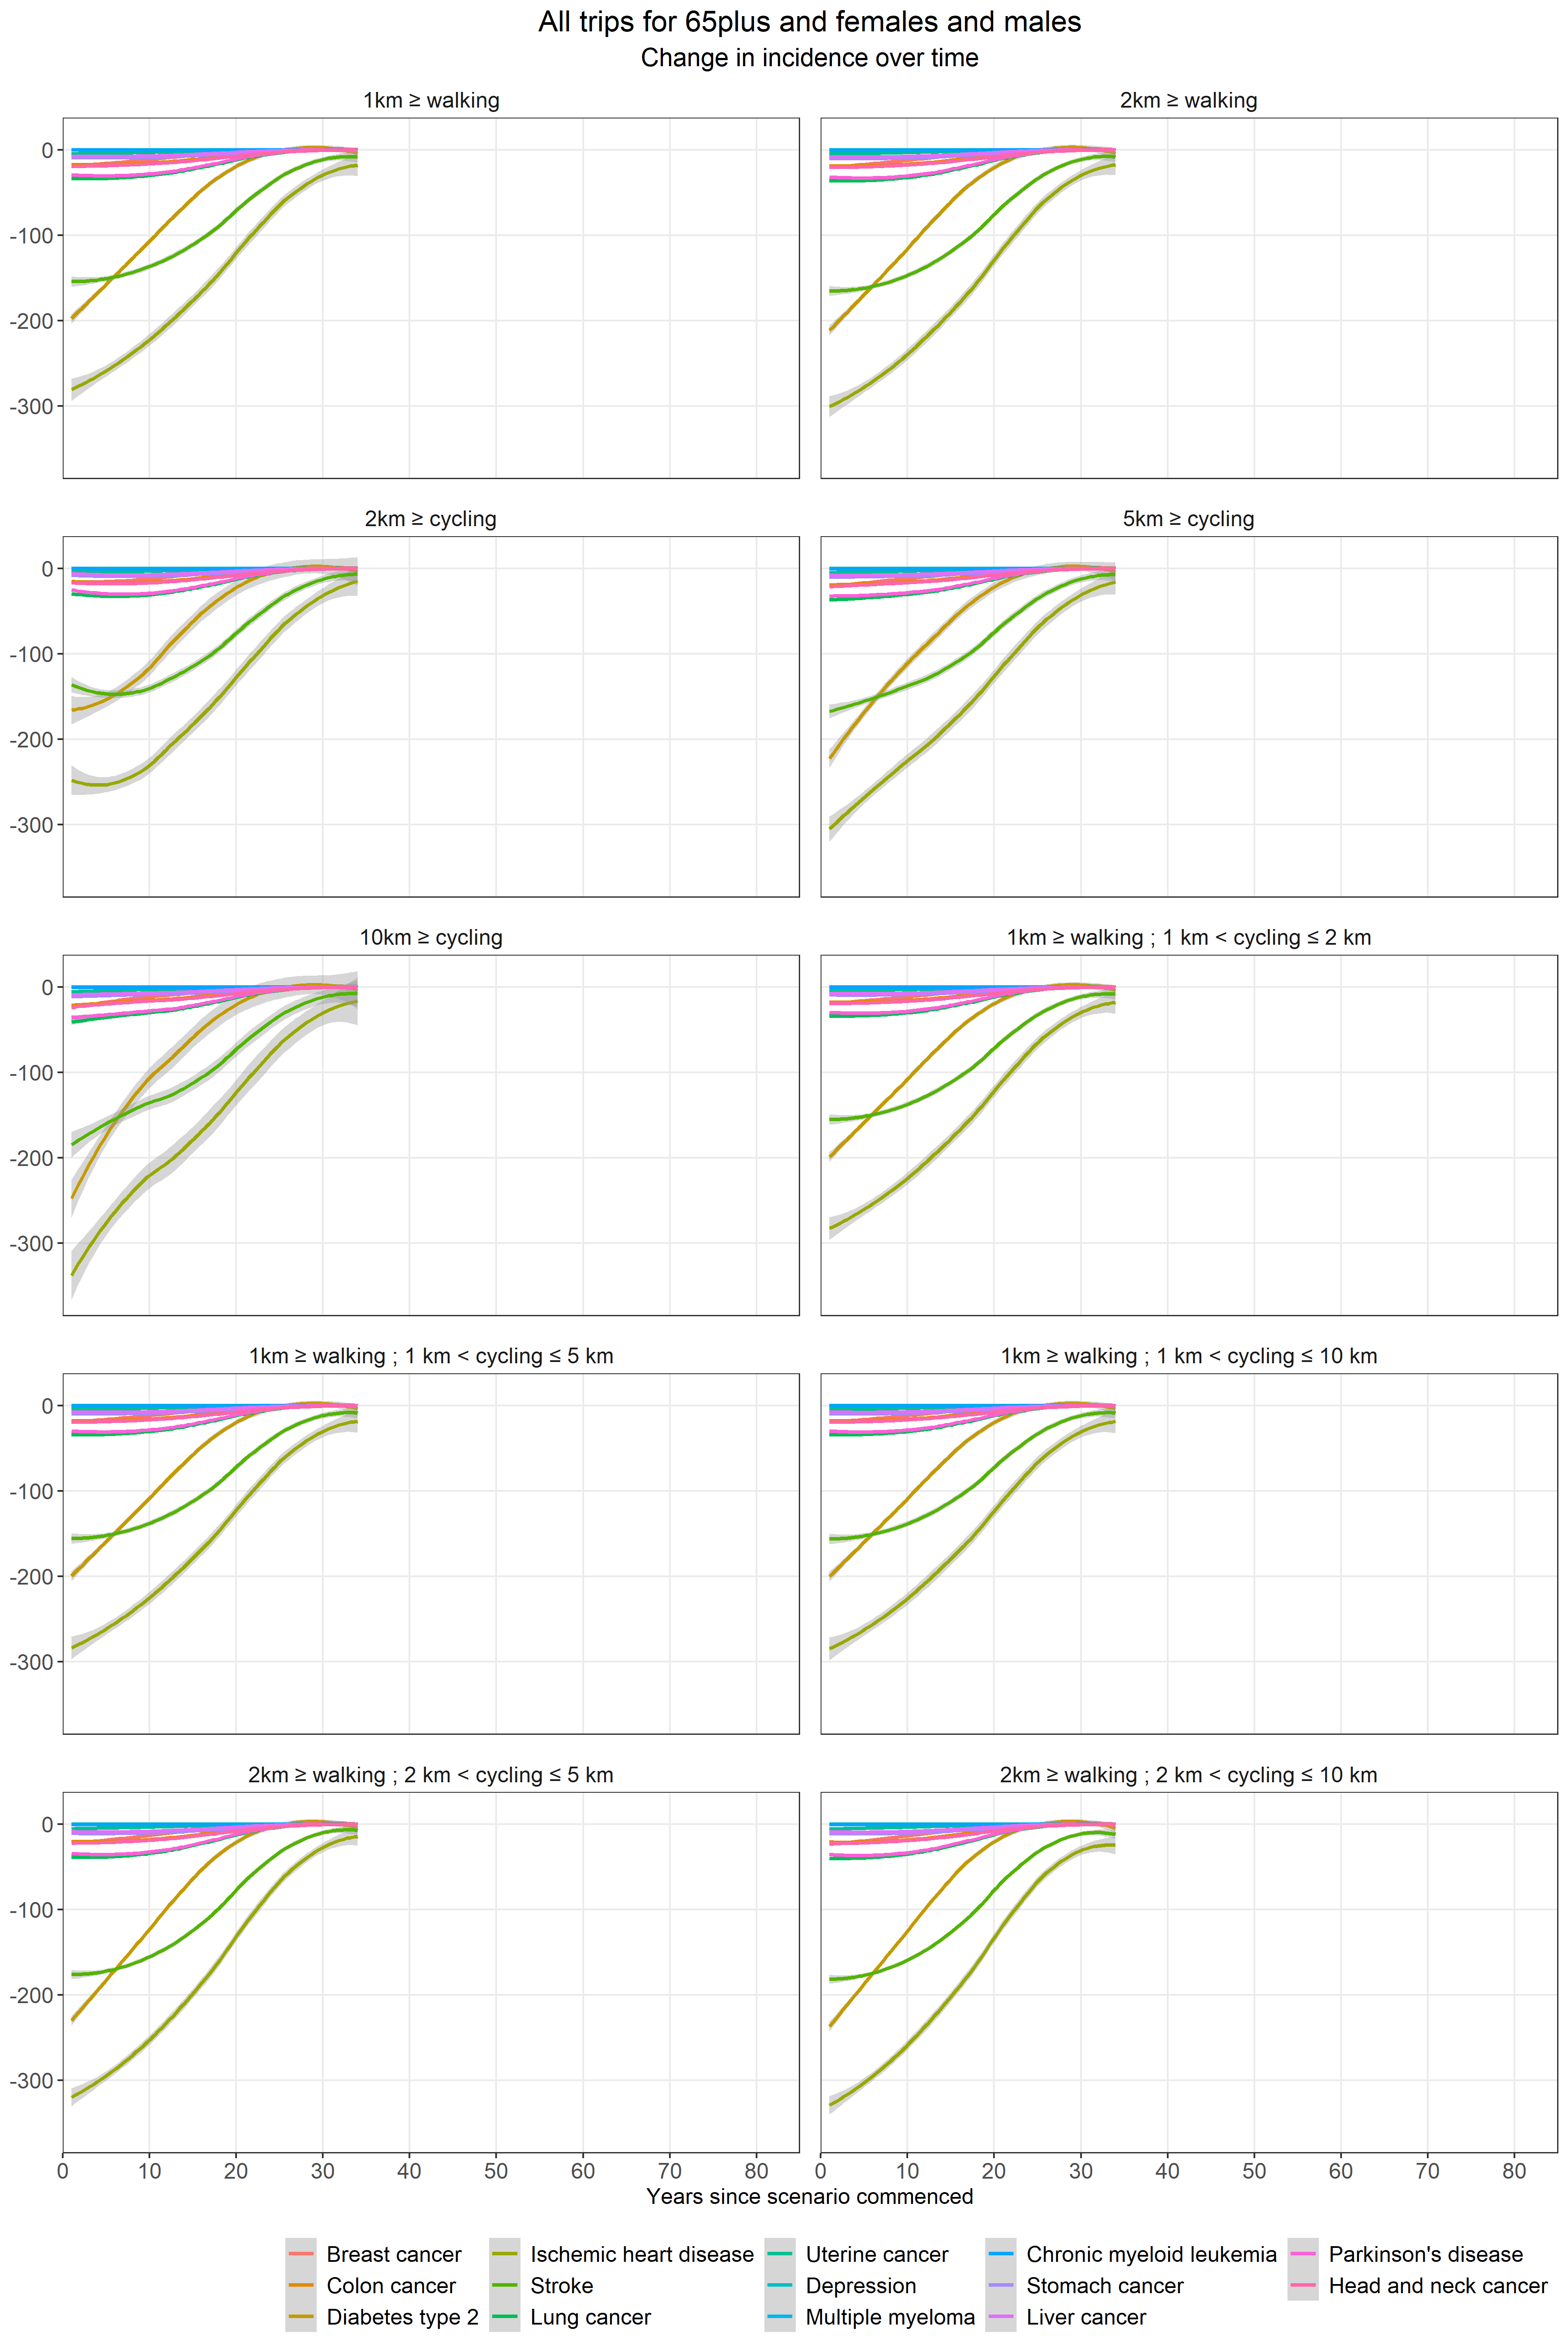 All trips for 65plus and females and males
Change in incidence over time
1km ≥ walking
2km ≥ walking
0
-100
-200
-300
2km ≥ cycling
5km ≥ cycling
0
-100
-200
-300
10km ≥ cycling
1km ≥ walking ; 1 km < cycling ≤ 2 km
0
-100
-200
-300
1km ≥ walking ; 1 km < cycling ≤ 5 km
1km ≥ walking ; 1 km < cycling ≤ 10 km
0
-100
-200
-300
2km ≥ walking ; 2 km < cycling ≤ 5 km
2km ≥ walking ; 2 km < cycling ≤ 10 km
0
-100
-200
-300
0 10 20 30 40 50 60 70 80
0 10 20 30 40 50 60 70 80
Years since scenario commenced
Breast cancer
Colon cancer
Diabetes type 2
Ischemic heart disease
Stroke
Lung cancer
Uterine cancer
Depression
Multiple myeloma
Chronic myeloid leukemia
Stomach cancer
Liver cancer
Parkinson's disease
Head and neck cancer